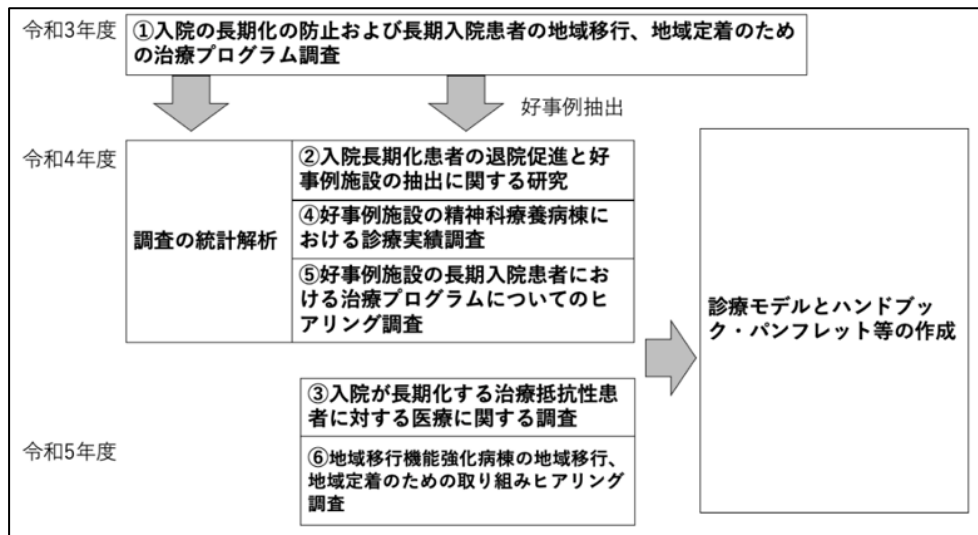 令和3年度
①入院の長期化の防止および長期入院患者の地域移行、地域定着のため
の治療プログラム調査
好事例抽出
令和4年度
調査の統計解析
②入院長期化患者の退院促進と好
事例施設の抽出に関する研究
④好事例施設の精神科療養病棟に
おける診療実績調査
⑤好事例施設の長期入院患者にお
ける治療プログラムについてのヒ
アリング調査
診療モデルとハンドブッ
ク・パンフレット等の作成
令和5年度
③入院が長期化する治療抵抗性患
者に対する医療に関する調査
⑥地域移行機能強化病棟の地域移行、
地域定着のための取り組みヒアリング
調査